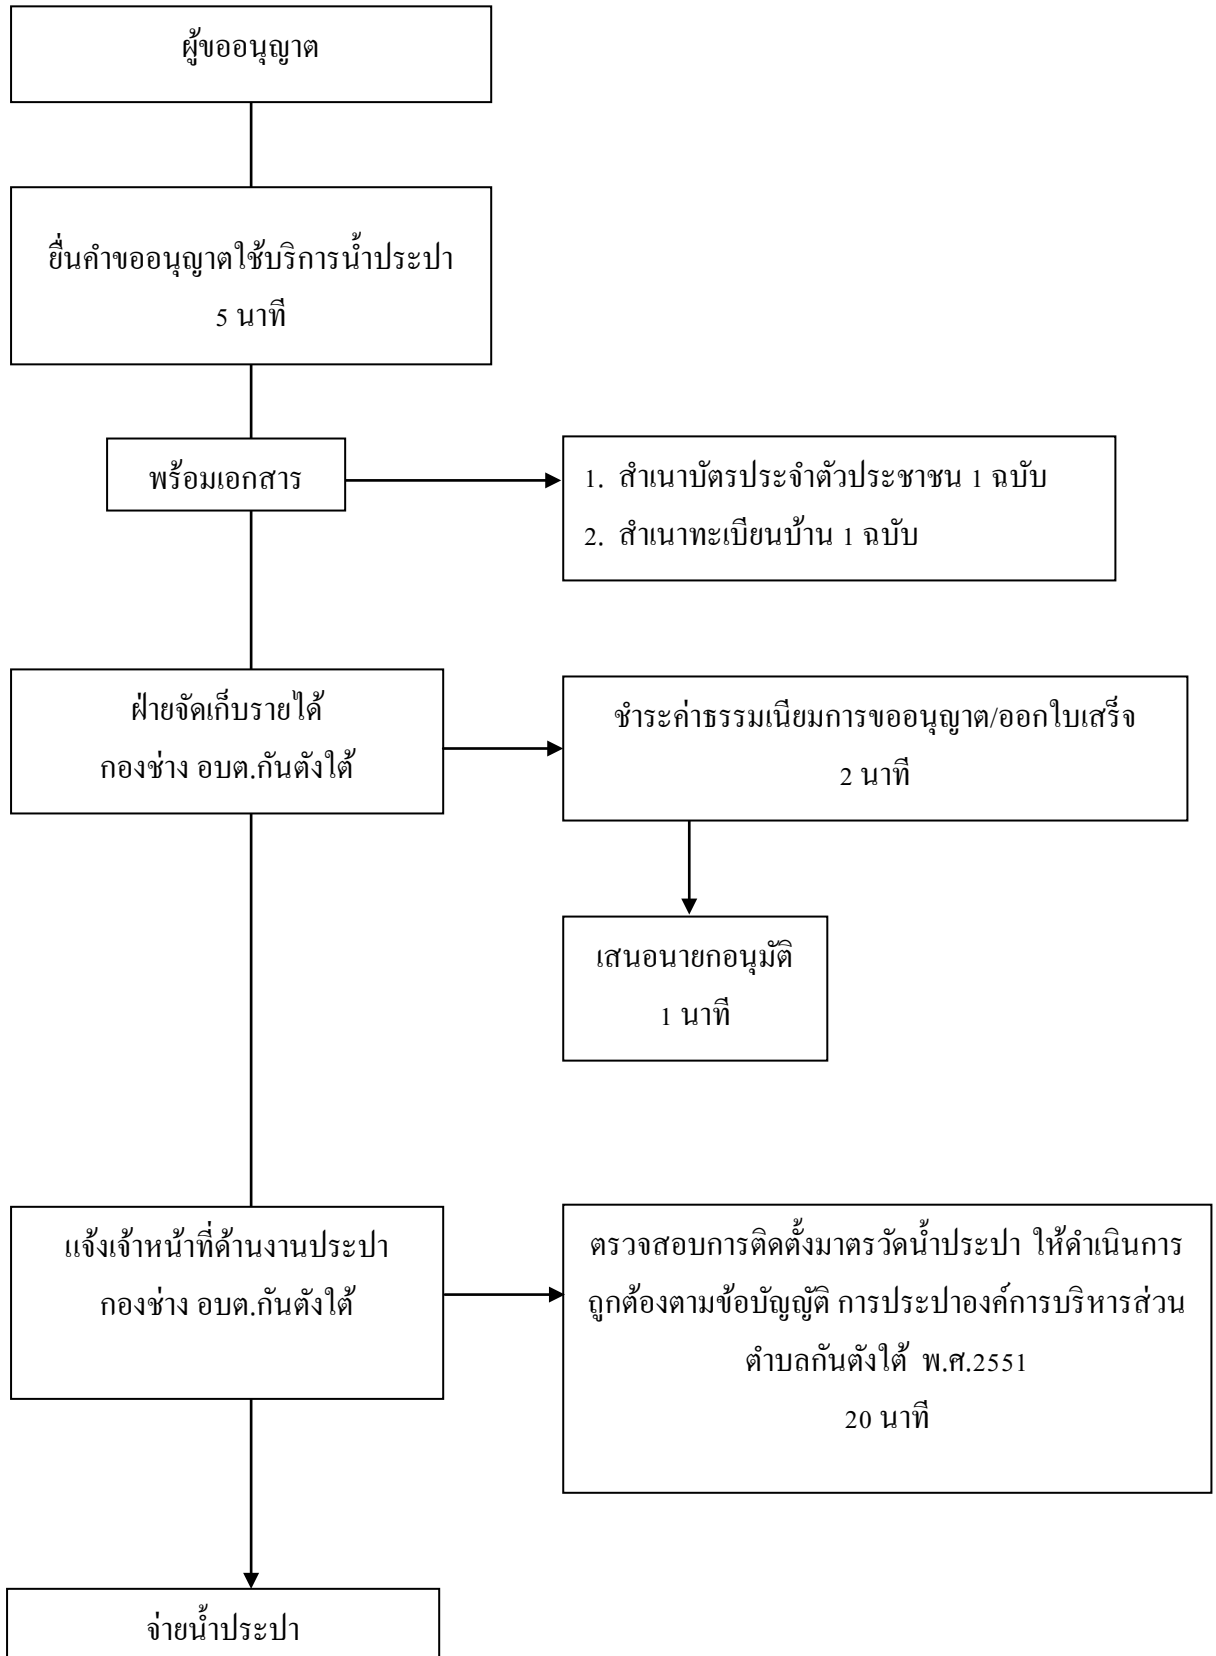 ผู้ขออนุญาต
ยื่นคำขออนุญาตใช้บริการน้ำประปา
5 นาที
พร้อมเอกสาร
1. สำเนาบัตรประจำตัวประชาชน 1 ฉบับ
2. สำเนาทะเบียนบ้าน 1 ฉบับ
ฝ่ายจัดเก็บรายได้
กองช่าง อบต.กันตังใต้
ชำระค่าธรรมเนียมการขออนุญาต/ออกใบเสร็จ
2 นาที
เสนอนายกอนุมัติ
1 นาที
แจ้งเจ้าหน้าที่ด้านงานประปา
กองช่าง อบต.กันตังใต้
ตรวจสอบการติดตั้งมาตรวัดน้ำประปา ให้ดำเนินการ
ถูกต้องตามข้อบัญญัติ การประปาองค์การบริหารส่วน
ตำบลกันตังใต้ พ.ศ.2551
20 นาที
จ่ายน้ำประปา